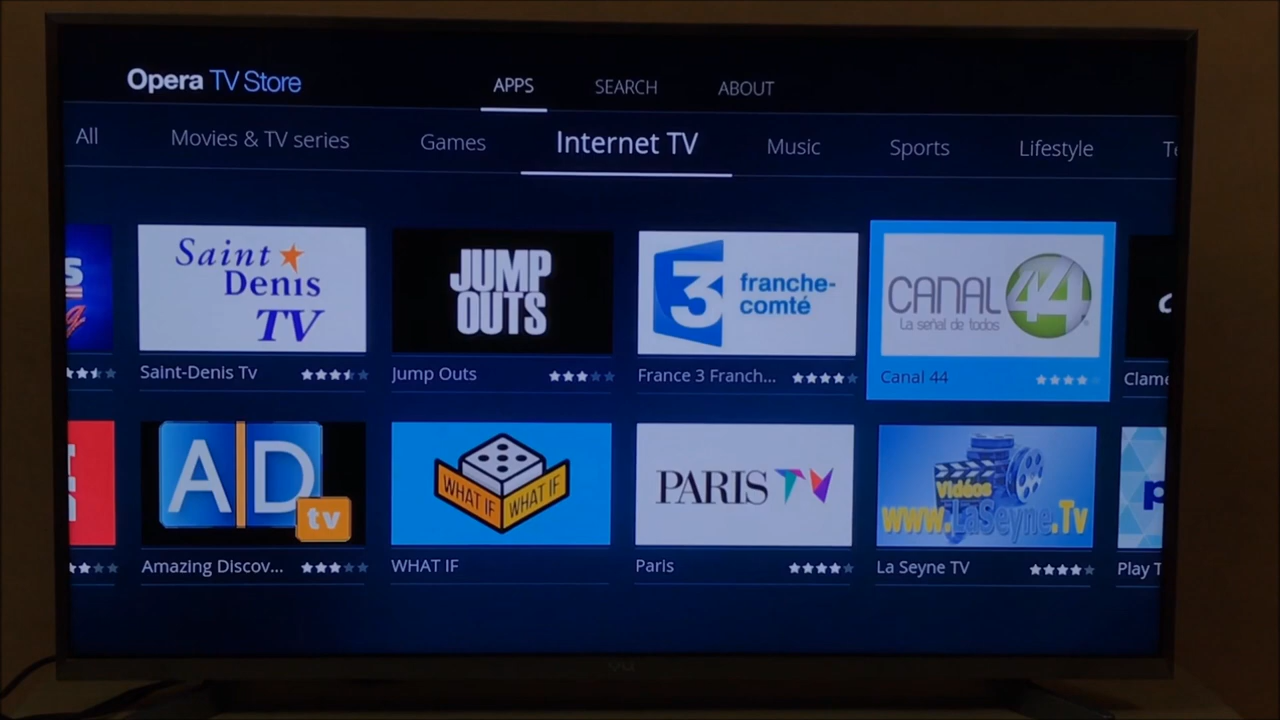 Opera TV Store
APPS
SEARCH
ABOUT
All
Movies & TV series
Games
Internet TV
Music
Sports
Lifestyle
Saint
Denis
TV
JUMP
OUTS
3
franche-
comté
CANAL 44
La señal de todos
Saint-Denis Tv
Jump Outs
France 3 Franch...
Canal 44
AD
tv
WHAT IF WHAT IF
PARIS TV
Vidéos
www.LaSeyne.Tv
Amazing Discov...
WHAT IF
Paris
La Seyne TV
Play T